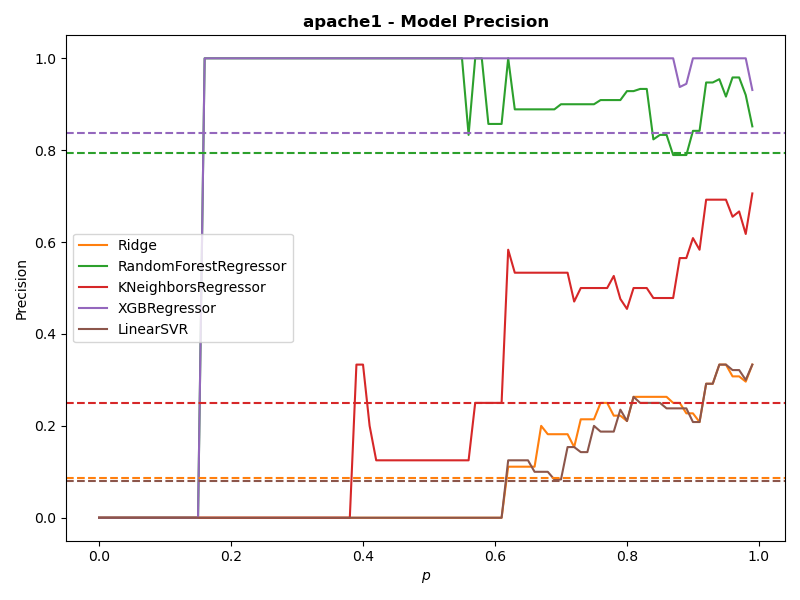 apache1 - Model Precision
1.0
0.8
0.6
0.4
0.2
0.0
Precision
Ridge
RandomForestRegressor
KNeighborsRegressor
XGBRegressor
LinearSVR
0.0 0.2 0.4 0.6 0.8 1.0
p